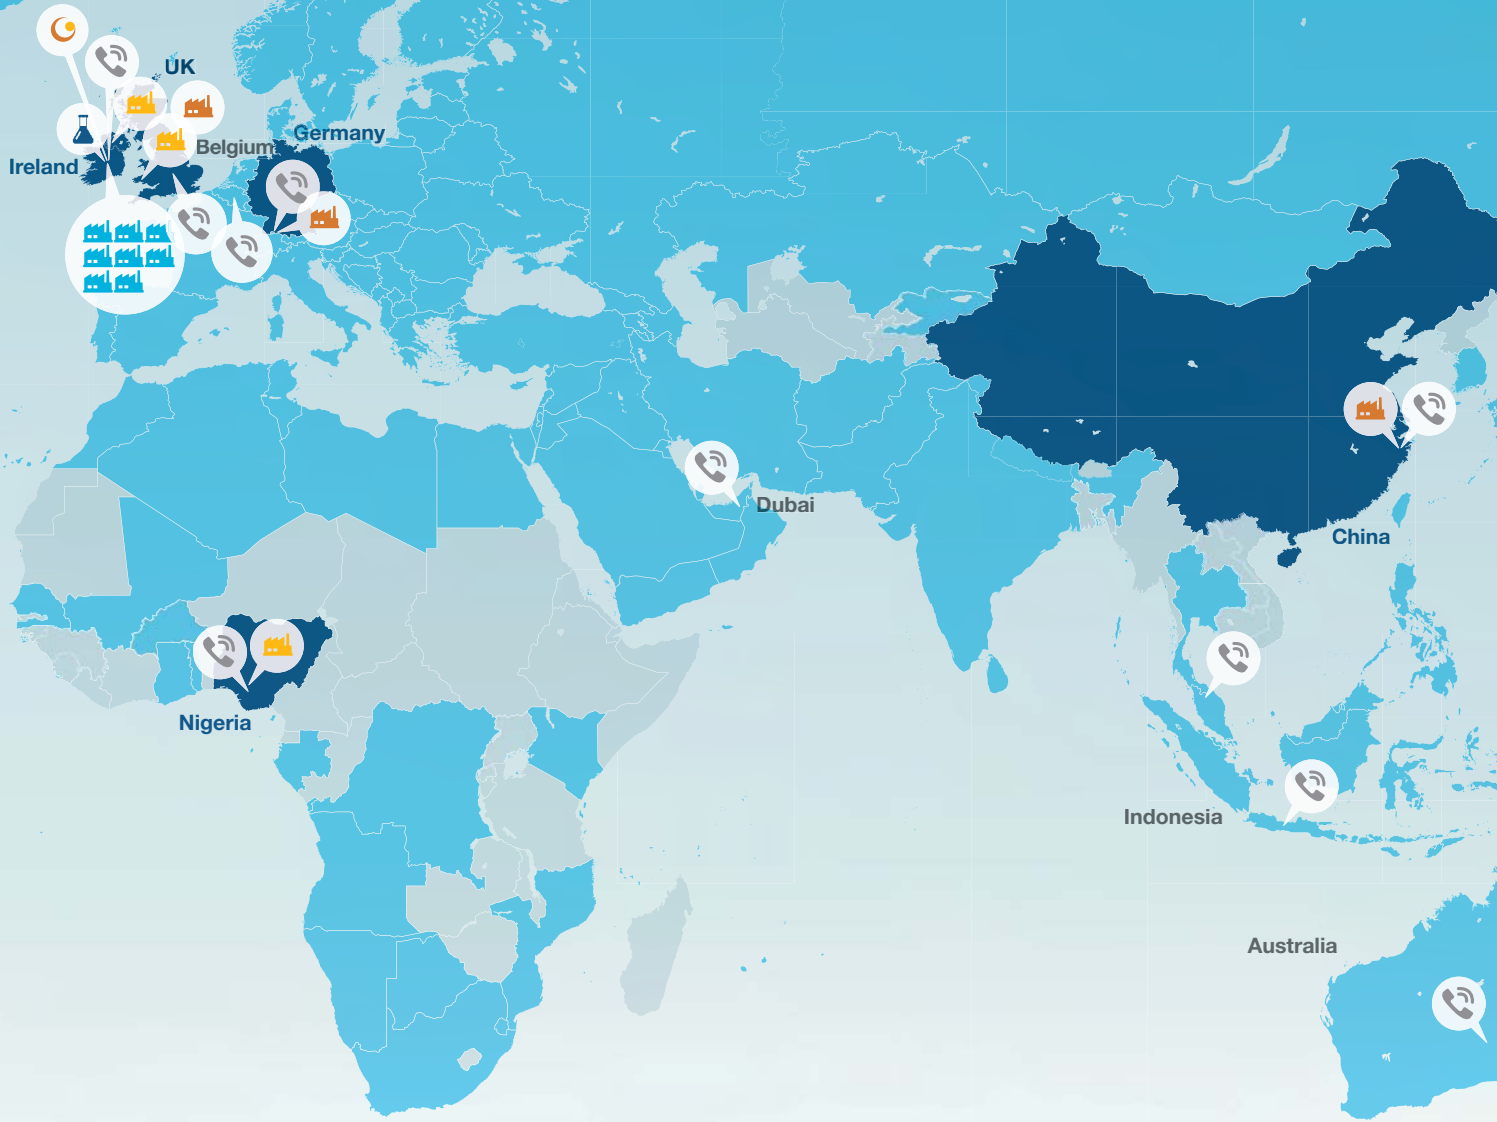 UK
Germany
Belgium
Ireland
Dubai
China
Nigeria
Indonesia
Australia